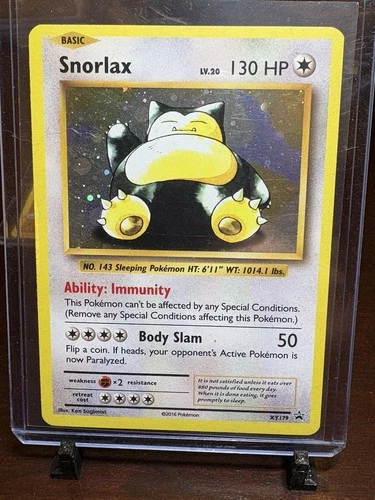 BASIC
Snorlax LV.20 130 HP
NO. 143 Sleeping Pokémon HT: 6'11" WT: 1014.1 lbs.
Ability: Immunity
This Pokémon can't be affected by any Special Conditions.
(Remove any Special Conditions affecting this Pokémon.)
Body Slam 50
Flip a coin. If heads, your opponent's Active Pokémon is
now Paralyzed.
weakness ×2 resistance
retreat
cost
It is not satisfied unless it eats over
880 pounds of food every day.
When it is done eating, it goes
promptly to sleep.
Illus. Ken Sugimori
©2016 Pokémon
XY179